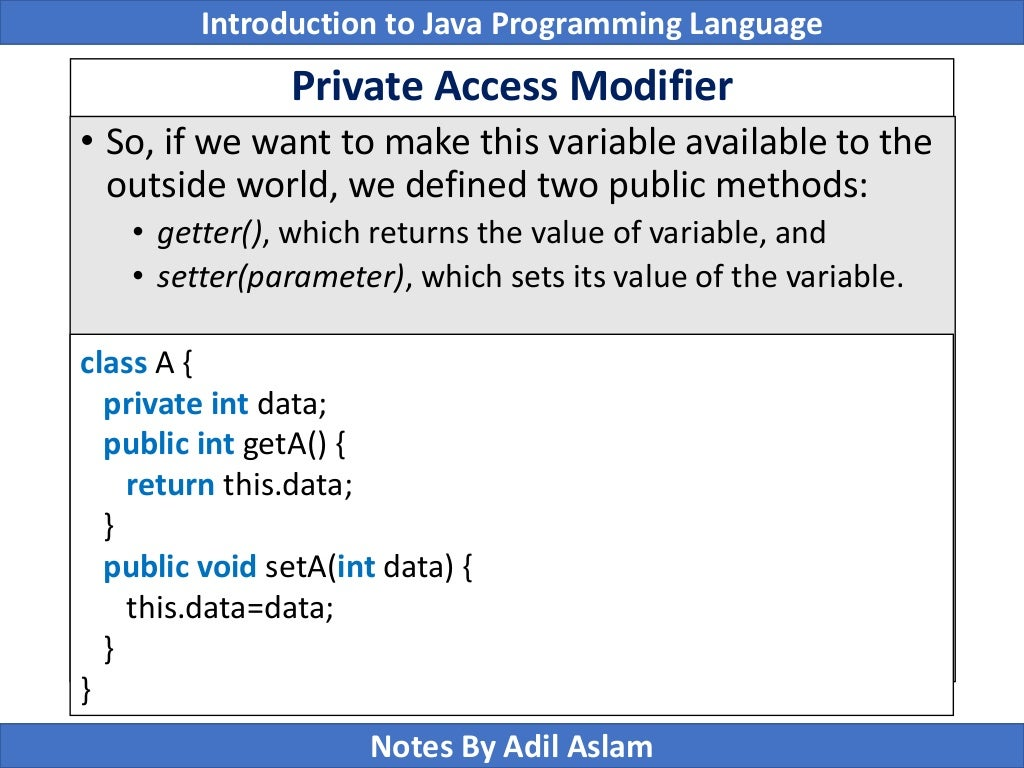 Introduction to Java Programming Language
Private Access Modifier
• So, if we want to make this variable available to the
outside world, we defined two public methods:
• getter(), which returns the value of variable, and
• setter(parameter), which sets its value of the variable.
class A {
private int data;
public int getA() {
return this.data;
}
public void setA(int data) {
this.data=data;
}
}
Notes By Adil Aslam